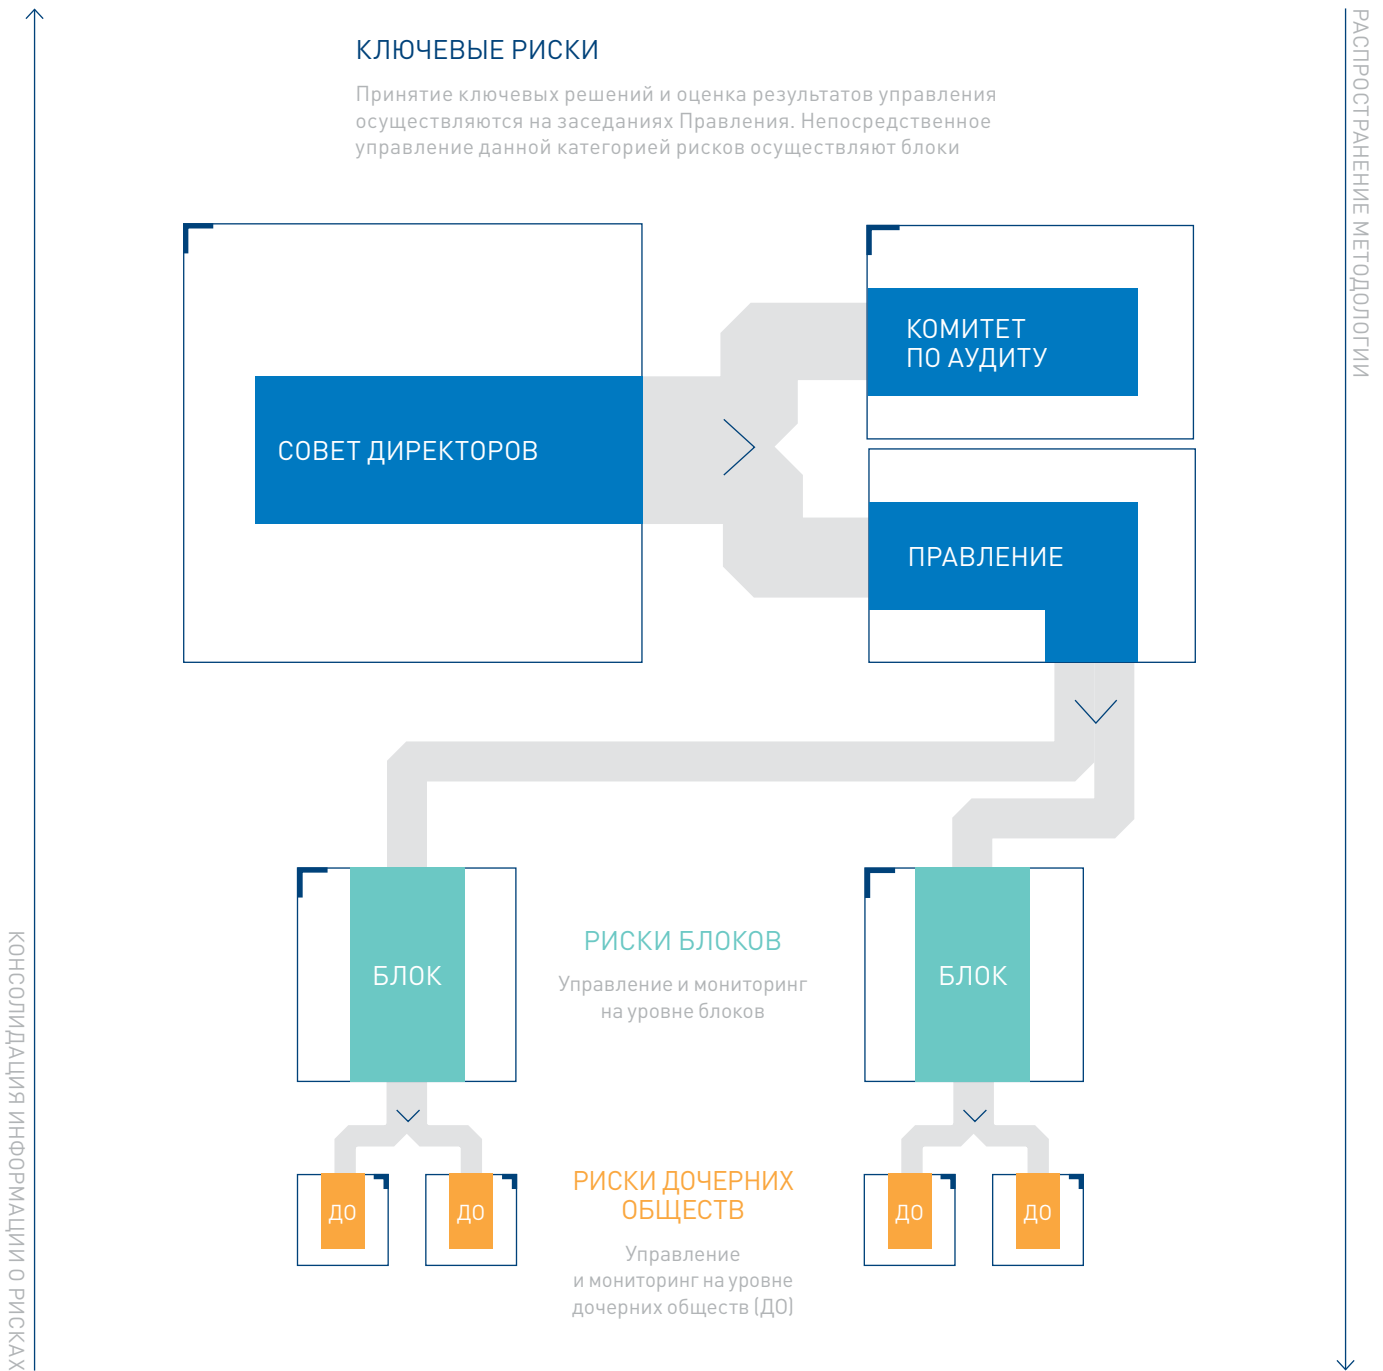 КЛЮЧЕВЫЕ РИСКИ
Принятие ключевых решений и оценка результатов управления
осуществляются на заседаниях Правления. Непосредственное
управление данной категорией рисков осуществляют блоки
РАСПРОСТРАНЕНИЕ МЕТОДОЛОГИИ
СОВЕТ ДИРЕКТОРОВ
КОМИТЕТ
ПО АУДИТУ
ПРАВЛЕНИЕ
БЛОК
РИСКИ БЛОКОВ
Управление и мониторинг
на уровне блоков
БЛОК
КОНСОЛИДАЦИЯ ИНФОРМАЦИИ О РИСКАХ
ДО
ДО
РИСКИ ДОЧЕРНИХ
ОБЩЕСТВ
Управление
и мониторинг на уровне
дочерних обществ (ДО)
ДО
ДО